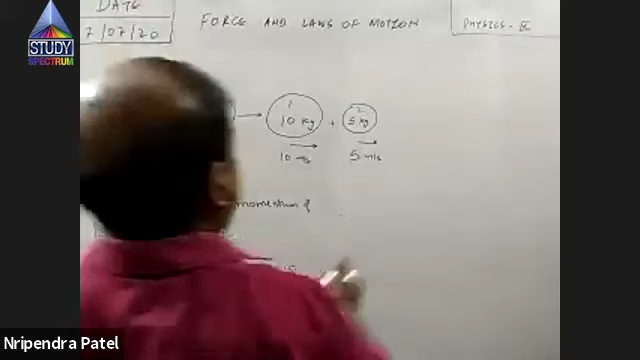 DATE
FORCE AND LAWS OF MOTION
PHYSICS - IX
7/07/20
STUDY
SPECTRUM
1 2
10 Kg + 5 Kg
10 m/s 5 m/s
momentum of
Nripendra Patel